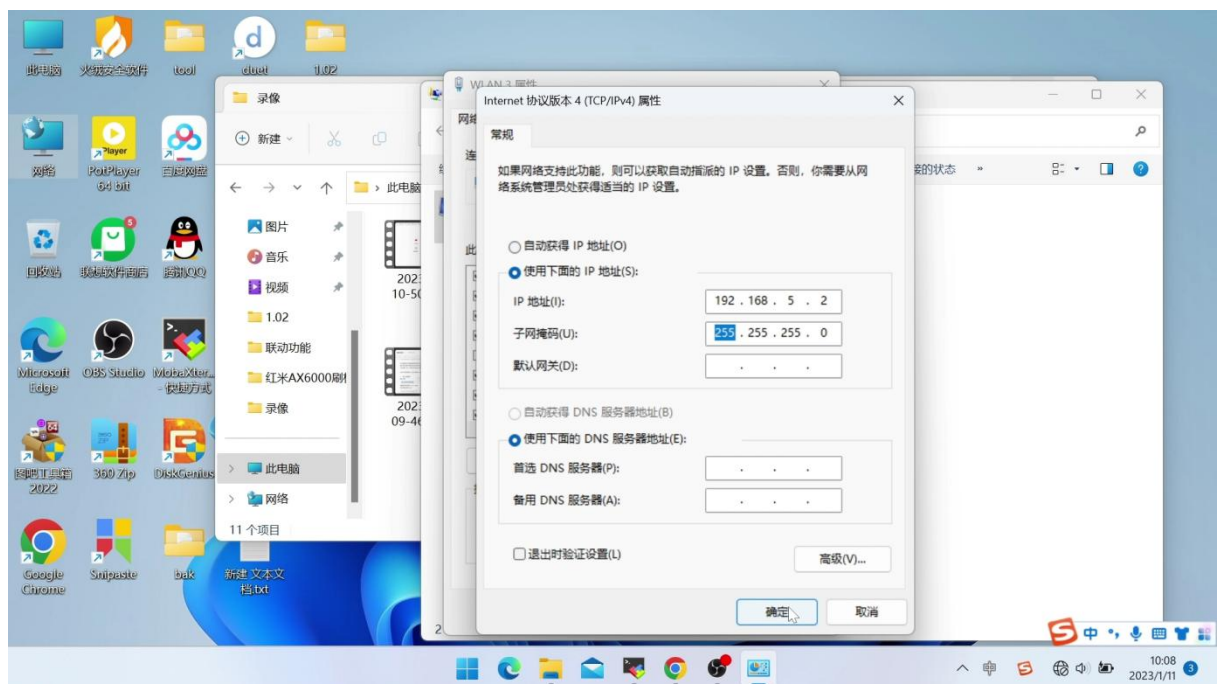 此电脑
火绒安全软件
tool
duet
1.02
网络
PotPlayer
64 bit
百度网盘
回收站
联想软件商店
腾讯QQ
Microsoft
Edge
OBS Studio
MobaXter...
- 快捷方式
图吧工具箱
2022
360 Zip
DiskGenius
Google
Chrome
Snipaste
bak
新建 文本文
档.txt
录像
新建
此电脑
图片
音乐
视频
1.02
联动功能
红米AX6000刷机
录像
此电脑
网络
11 个项目
10-50
09-46
WLAN 3 属性
Internet 协议版本 4 (TCP/IPv4) 属性
常规
如果网络支持此功能，则可以获取自动指派的 IP 设置。否则，你需要从网
络系统管理员处获得适当的 IP 设置。
自动获得 IP 地址(O)
使用下面的 IP 地址(S):
IP 地址(I):
192 . 168 . 5 . 2
子网掩码(U):
255 . 255 . 255 . 0
默认网关(D):
自动获得 DNS 服务器地址(B)
使用下面的 DNS 服务器地址(E):
首选 DNS 服务器(P):
备用 DNS 服务器(A):
退出时验证设置(L)
高级(V)...
确定
取消
接的状态
»
中
中
10:08
2023/1/11
3